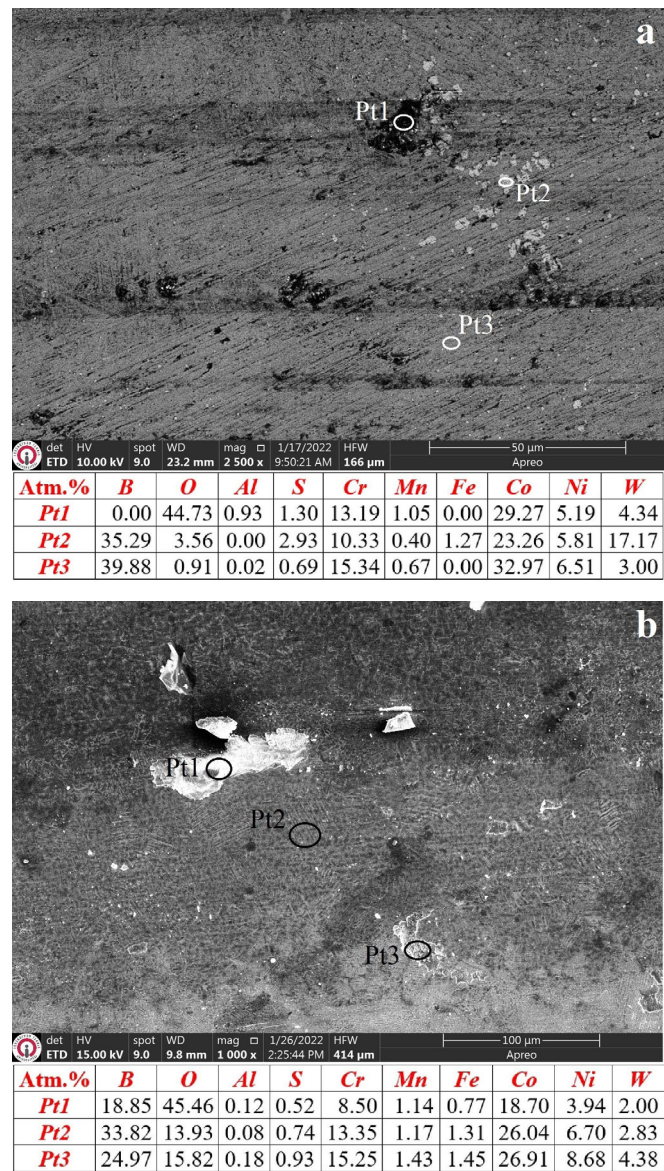 a
Pt1
Pt2
Pt3
det HV spot WD mag □ 1/17/2022 HFW 50 µm
ETD 10.00 kV 9.0 23.2 mm 2 500 x 9:50:21 AM 166 µm Apreo
Atm.% B O Al S Cr Mn Fe Co Ni W
Pt1 0.00 44.73 0.93 1.30 13.19 1.05 0.00 29.27 5.19 4.34
Pt2 35.29 3.56 0.00 2.93 10.33 0.40 1.27 23.26 5.81 17.17
Pt3 39.88 0.91 0.02 0.69 15.34 0.67 0.00 32.97 6.51 3.00
b
Pt1
Pt2
Pt3
det HV spot WD mag □ 1/26/2022 HFW 100 µm
ETD 15.00 kV 9.0 9.8 mm 1 000 x 2:25:44 PM 414 µm Apreo
Atm.% B O Al S Cr Mn Fe Co Ni W
Pt1 18.85 45.46 0.12 0.52 8.50 1.14 0.77 18.70 3.94 2.00
Pt2 33.82 13.93 0.08 0.74 13.35 1.17 1.31 26.04 6.70 2.83
Pt3 24.97 15.82 0.18 0.93 15.25 1.43 1.45 26.91 8.68 4.38